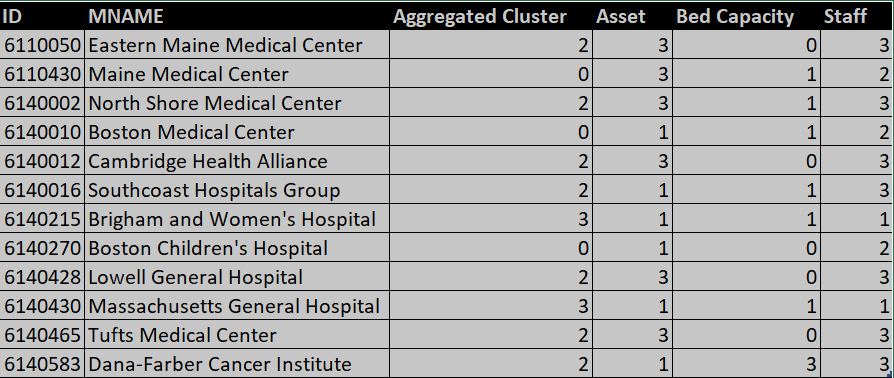 ID MNAME Aggregated Cluster Asset Bed Capacity Staff
6110050 Eastern Maine Medical Center 2 3 0 3
6110430 Maine Medical Center 0 3 1 2
6140002 North Shore Medical Center 2 3 1 3
6140010 Boston Medical Center 0 1 1 2
6140012 Cambridge Health Alliance 2 3 0 3
6140016 Southcoast Hospitals Group 2 1 1 3
6140215 Brigham and Women's Hospital 3 1 1 1
6140270 Boston Children's Hospital 0 1 0 2
6140428 Lowell General Hospital 2 3 0 3
6140430 Massachusetts General Hospital 3 1 1 1
6140465 Tufts Medical Center 2 3 0 3
6140583 Dana-Farber Cancer Institute 2 1 3 3